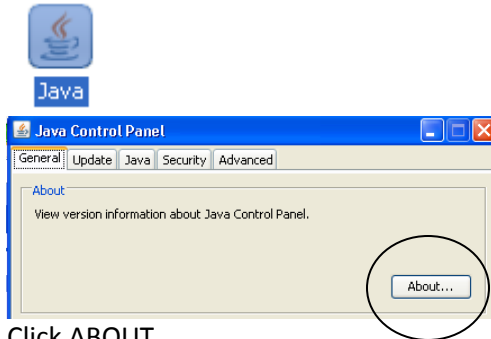 Java
Java Control Panel
General Update Java Security Advanced
About
View version information about Java Control Panel.
About...
Click ABOUT